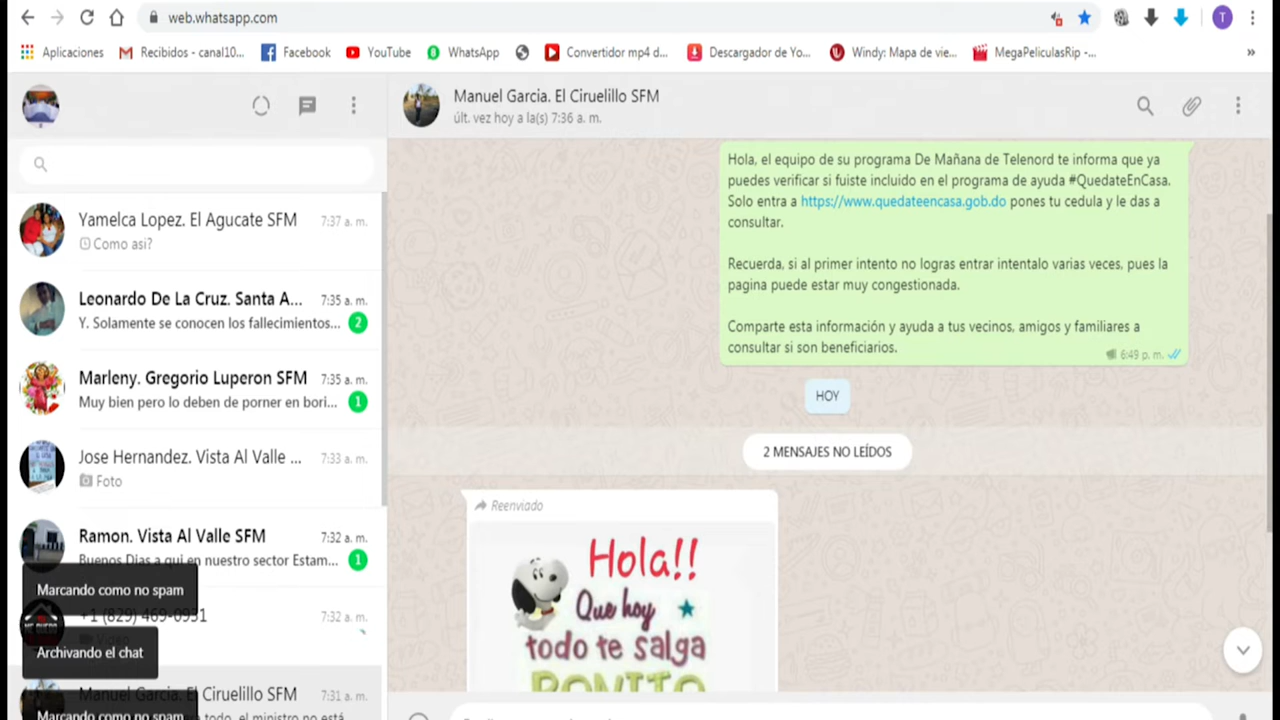 web.whatsapp.com
T
Aplicaciones
Recibidos - canal10...
Facebook
YouTube
WhatsApp
Convertidor mp4 d...
Descargador de Yo...
Windy: Mapa de vie...
MegaPeliculasRip -...
»
Manuel Garcia. El Ciruelillo SFM
últ. vez hoy a la(s) 7:36 a. m.
Yamelca Lopez. El Agucate SFM
7:37 a. m.
Como asi?
Leonardo De La Cruz. Santa A...
7:35 a. m.
Y. Solamente se conocen los fallecimientos...
2
Marleny. Gregorio Luperon SFM
7:35 a. m.
Muy bien pero lo deben de porner en bori...
1
Jose Hernandez. Vista Al Valle ...
7:33 a. m.
Foto
Ramon. Vista Al Valle SFM
7:32 a. m.
Buenos Dias a qui en nuestro sector Estam...
1
Marcando como no spam
+1 (829) 469-0931
7:32 a. m.
Video
Archivando el chat
Manuel Garcia. El Ciruelillo SFM
7:31 a. m.
todo, el ministro no está
Marcando como no spam
Hola, el equipo de su programa De Mañana de Telenord te informa que ya
puedes verificar si fuiste incluido en el programa de ayuda #QuedateEnCasa.
Solo entra a https://www.quedateencasa.gob.do pones tu cedula y le das a
consultar.
Recuerda, si al primer intento no logras entrar intentalo varias veces, pues la
pagina puede estar muy congestionada.
Comparte esta información y ayuda a tus vecinos, amigos y familiares a
consultar si son beneficiarios.
6:49 p. m.
HOY
2 MENSAJES NO LEÍDOS
Reenviado
Hola!!
Que hoy
todo te salga
BONITO